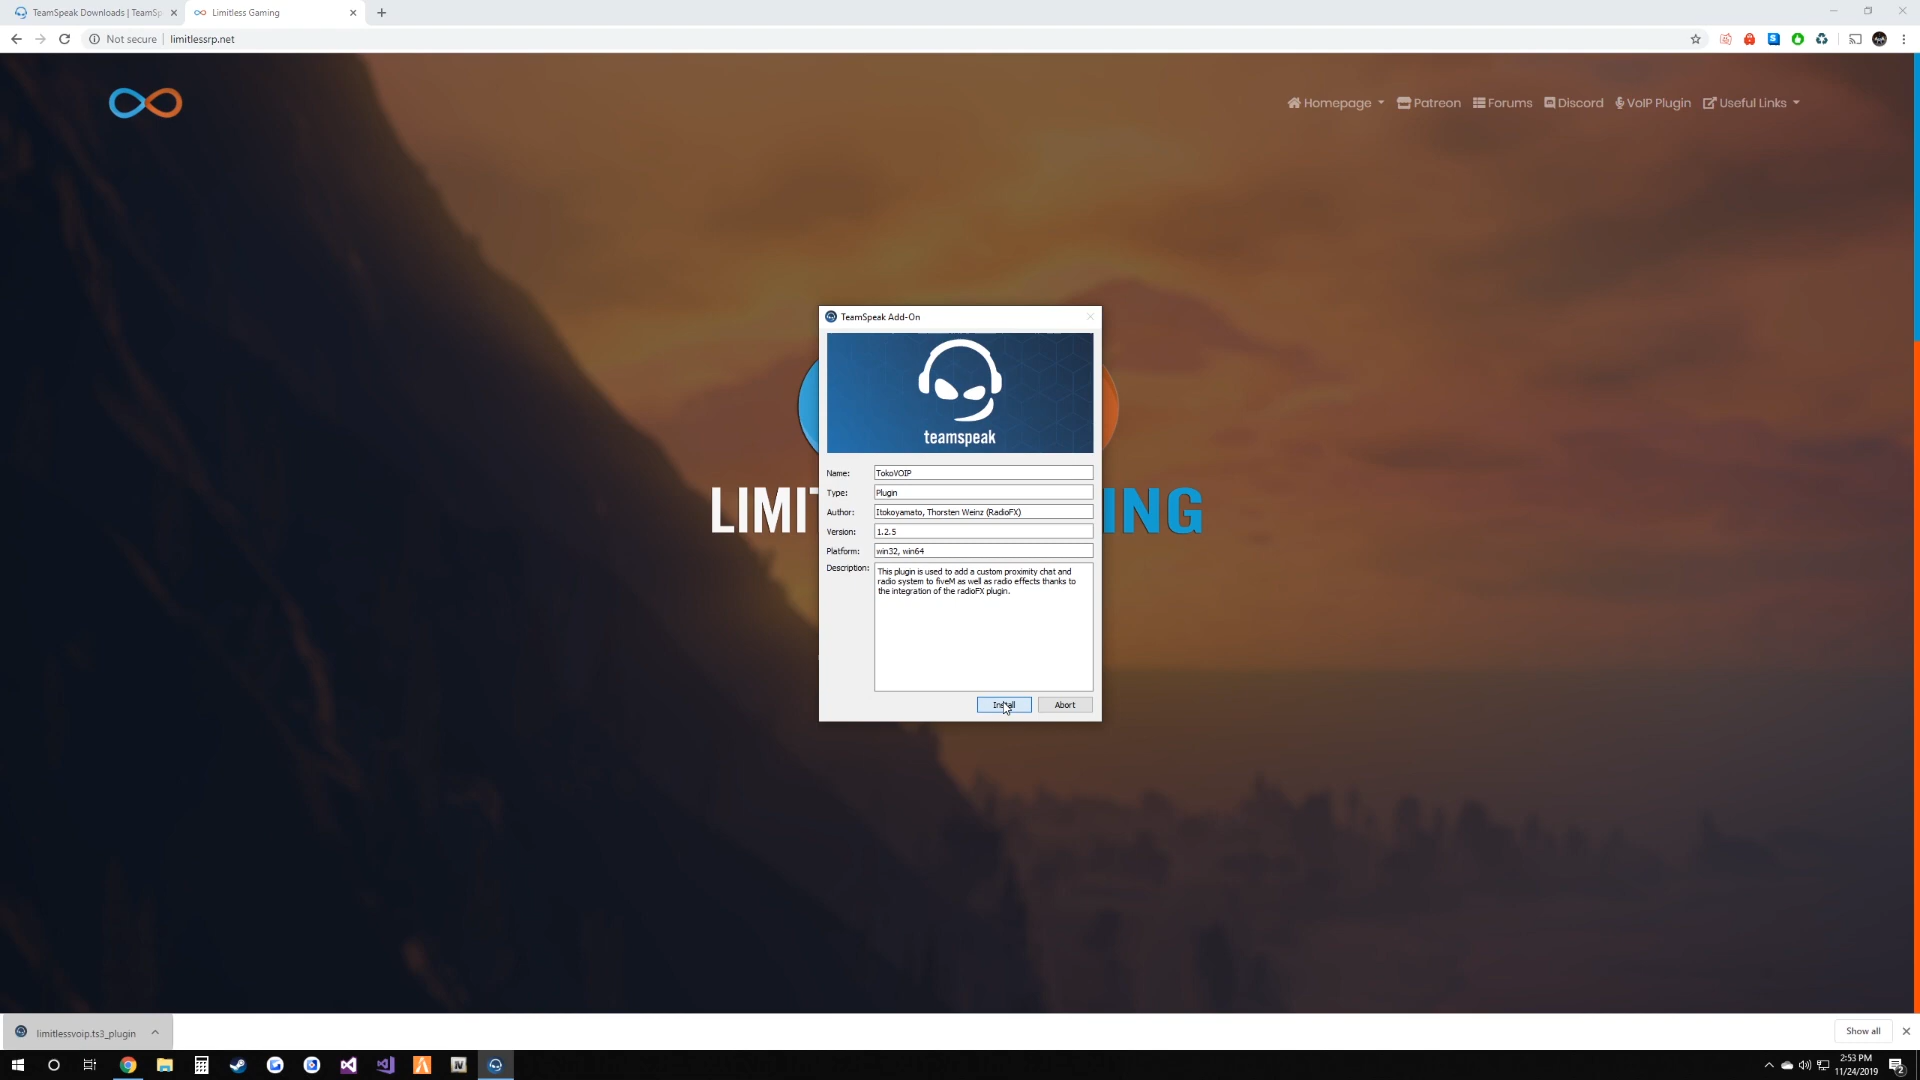 TeamSpeak Downloads | TeamSp
Limitless Gaming
Not secure
limitlessrp.net
Homepage
Patreon
Forums
Discord
VoIP Plugin
Useful Links
TeamSpeak Add-On
teamspeak
Name: TokoVOIP
Type: Plugin
Author: Itokoyamato, Thorsten Weinz (RadioFX)
Version: 1.2.5
Platform: win32, win64
Description: This plugin is used to add a custom proximity chat and
radio system to fiveM as well as radio effects thanks to
the integration of the radioFX plugin.
LIMIT
ING
Install
Abort
limitlessvoip.ts3_plugin
Show all
2:53 PM
11/24/2019
2